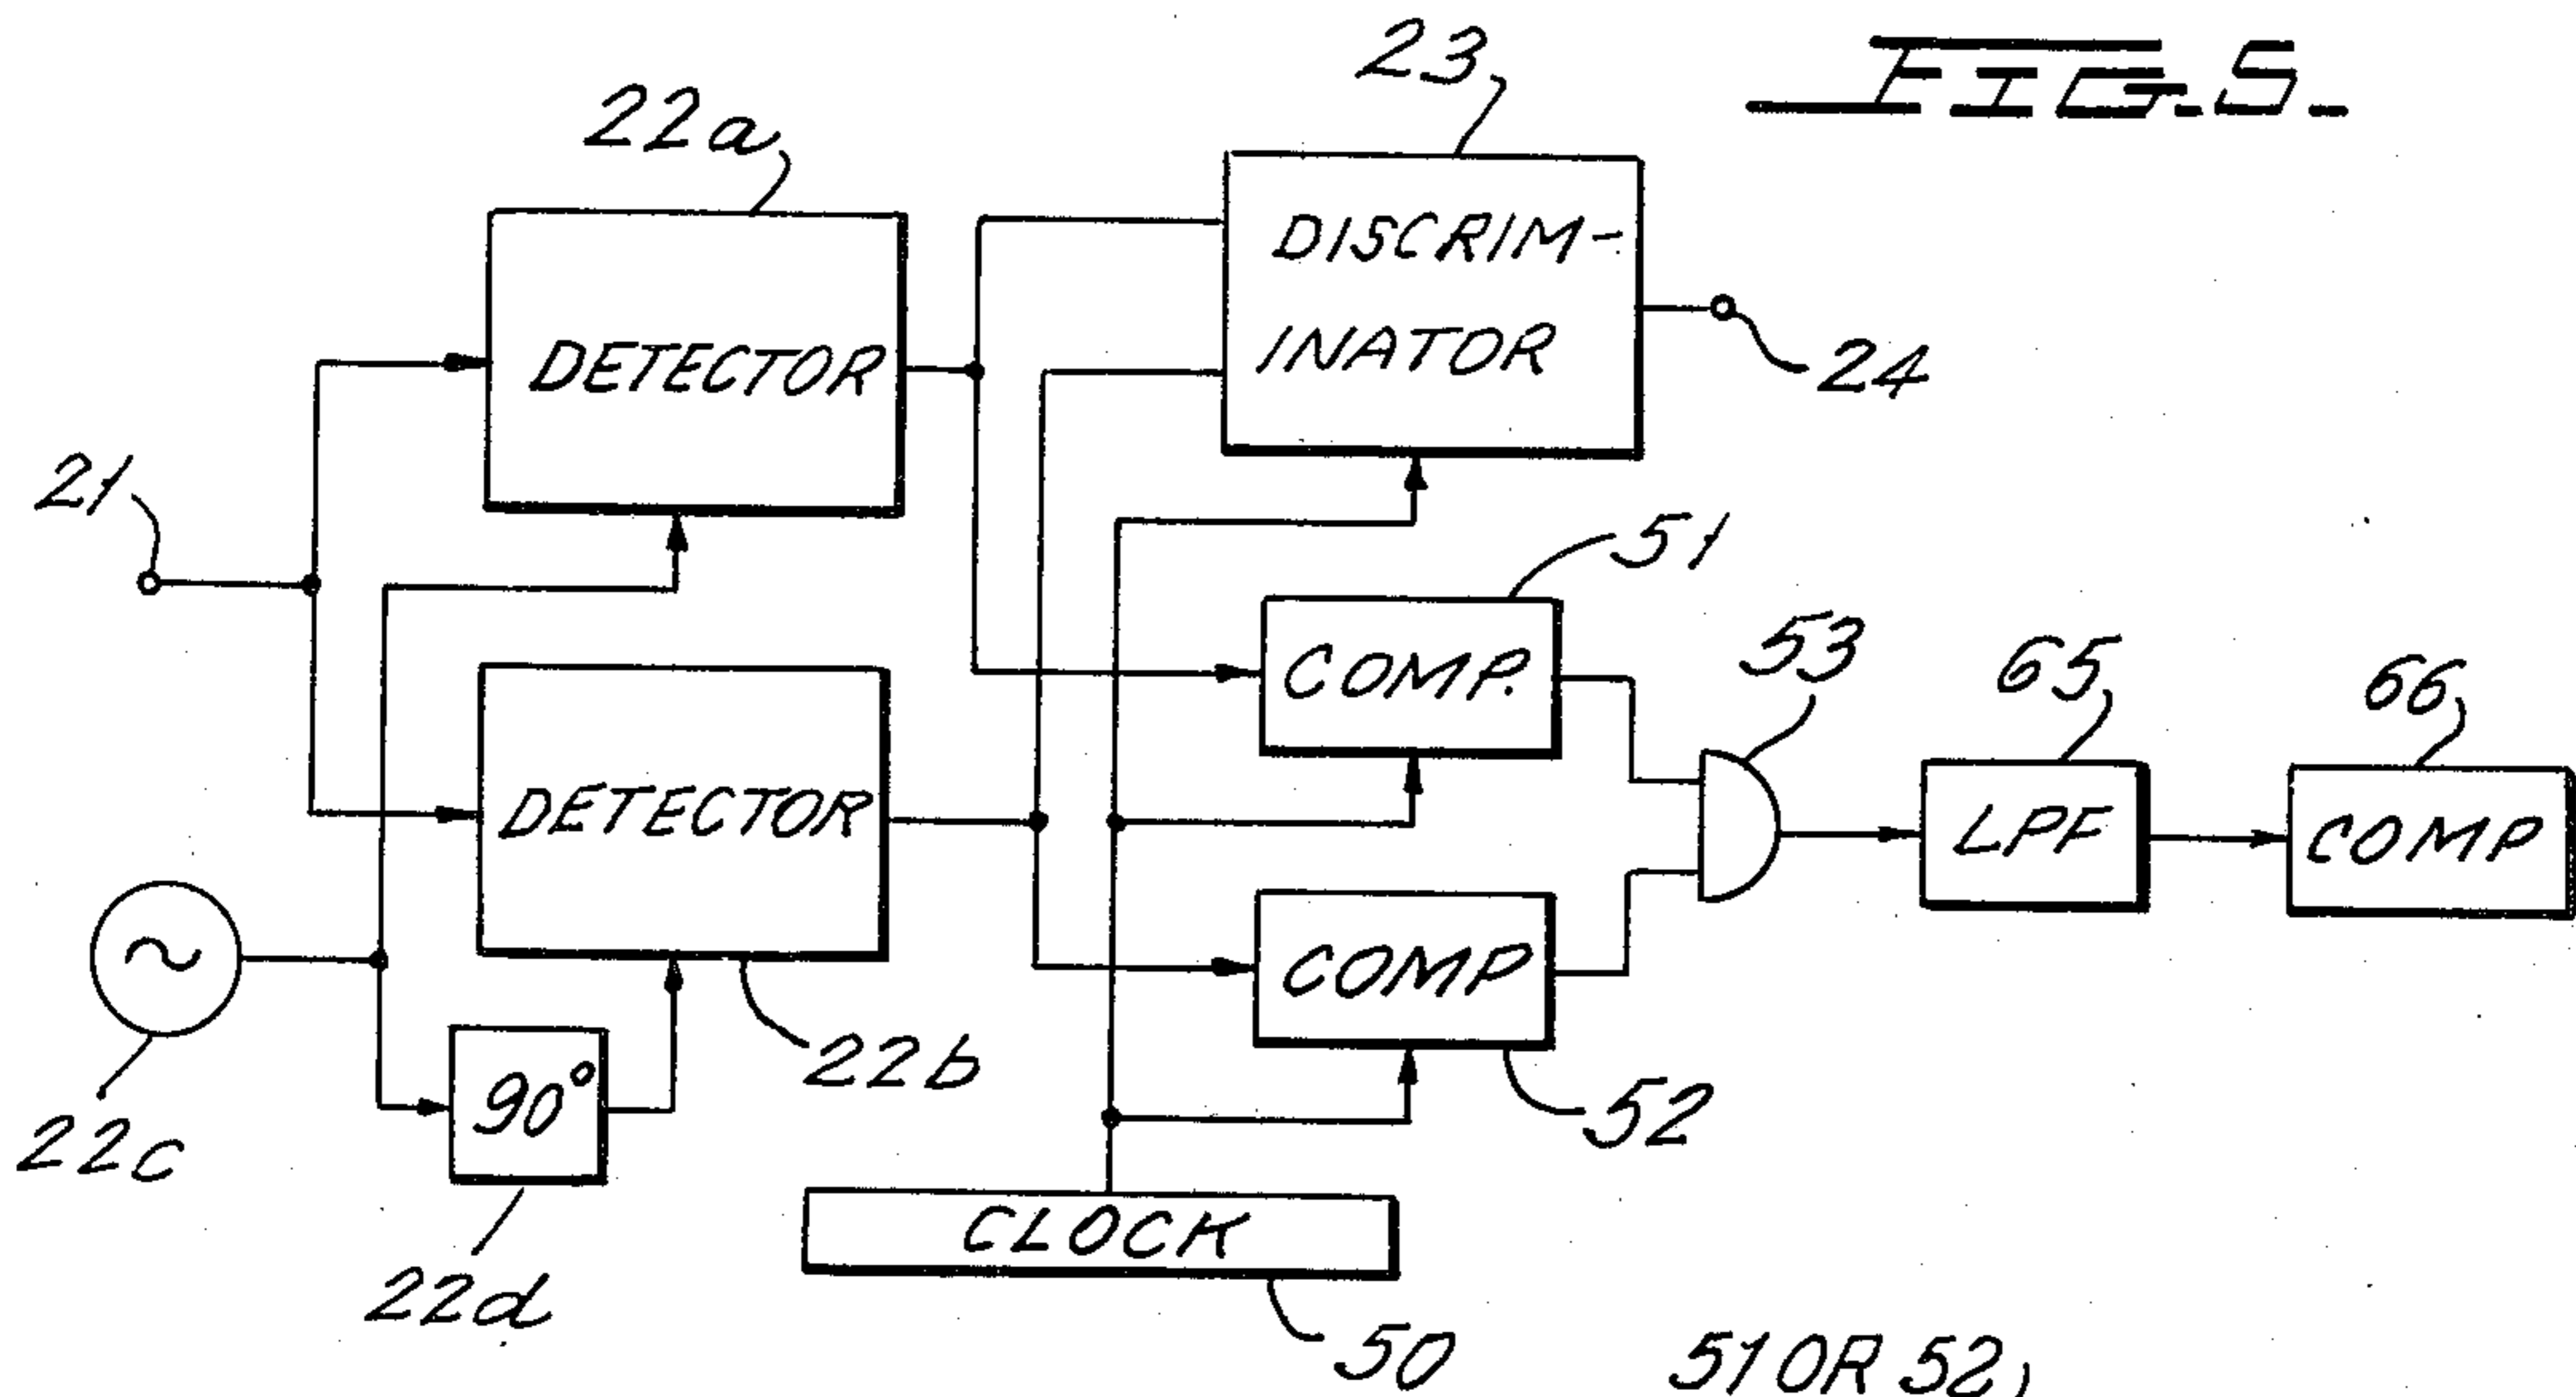 FIG. 5.
23
22a
DISCRIM-
INATOR
DETECTOR
24
21
51
COMP.
53
65
66
DETECTOR
LPF
COMP
COMP
22b
90°
52
22c
CLOCK
22d
50
51 OR 52